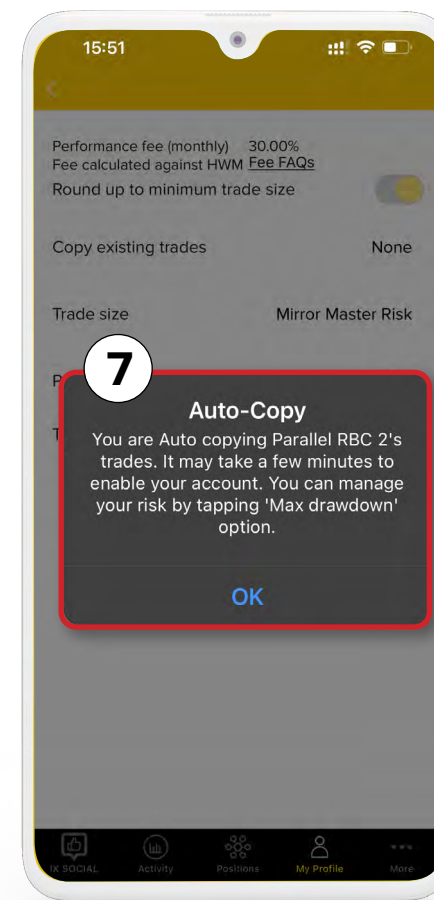 15:51
Performance fee (monthly) 30.00%
Fee calculated against HWM Fee FAQs
Round up to minimum trade size
Copy existing trades None
Trade size Mirror Master Risk
P
7
Auto-Copy
T
You are Auto copying Parallel RBC 2's
trades. It may take a few minutes to
enable your account. You can manage
your risk by tapping 'Max drawdown'
option.
OK
IX SOCIAL Activity Positions My Profile More